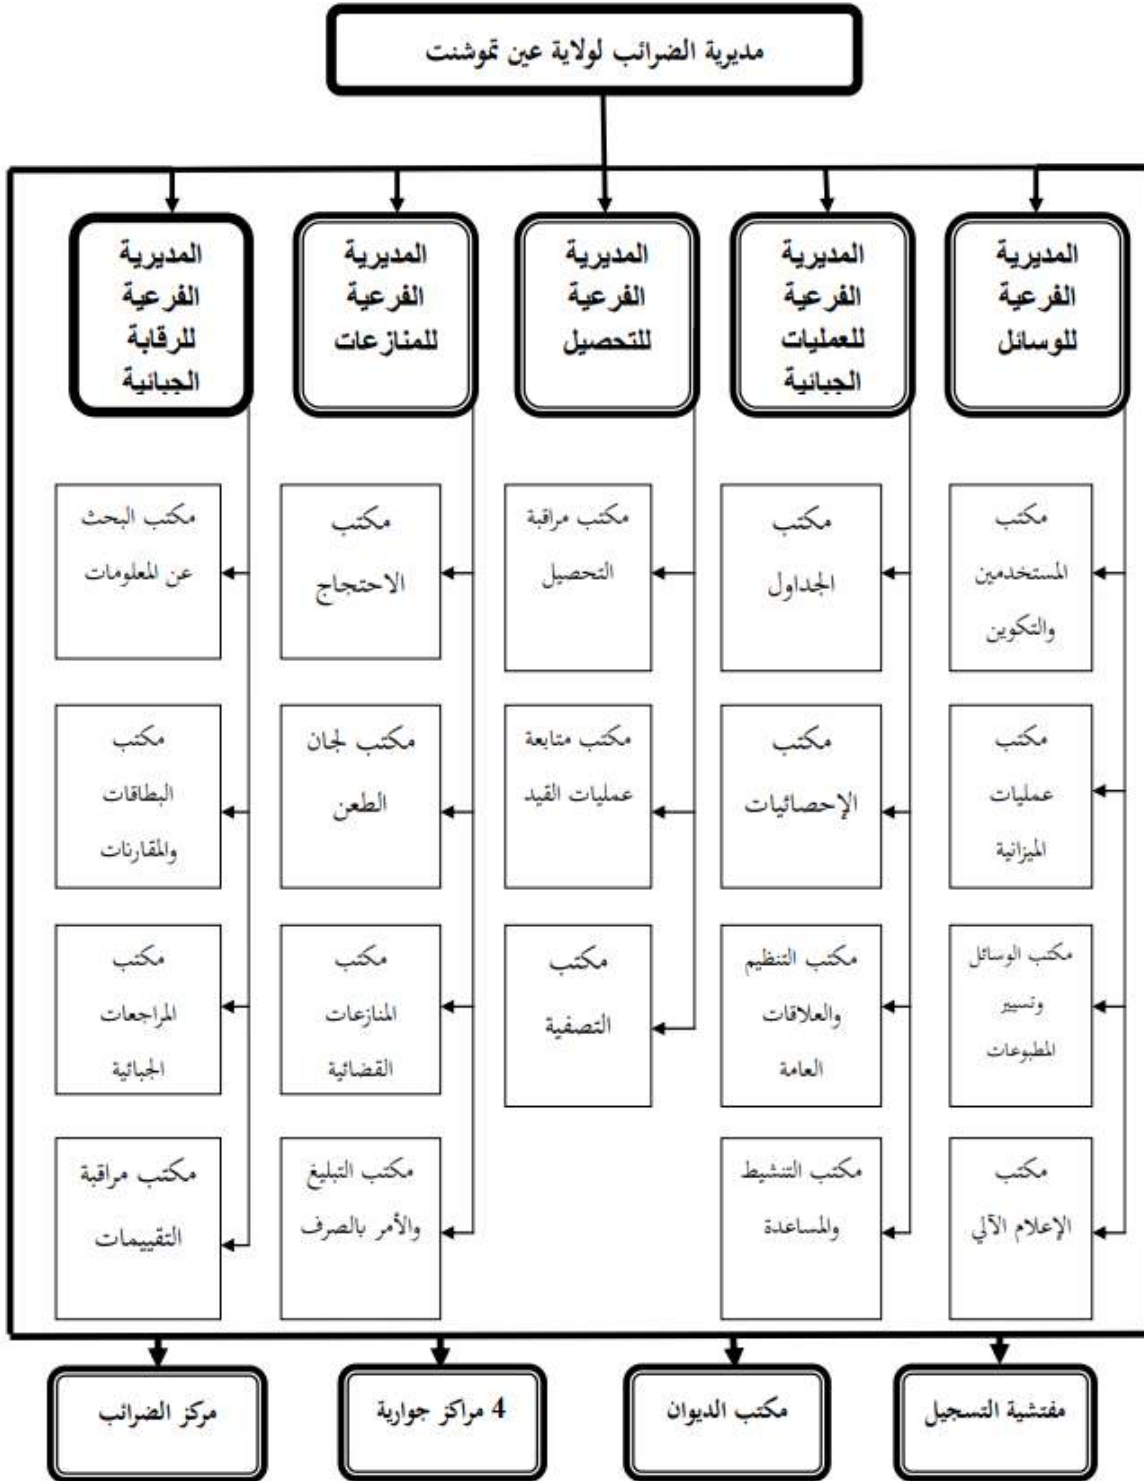 مديرية الضرائب لولاية عين تموشنت
المديرية
الفرعية
للوسائل
المديرية
الفرعية
للعمليات
الجبائية
المديرية
الفرعية
للتحصيل
المديرية
الفرعية
للمنازعات
المديرية
الفرعية
للرقابة
الجبائية
مكتب
المستخدمين
والتكوين
مكتب
الجداول
مكتب مراقبة
التحصيل
مكتب
الاحتجاج
مكتب البحث
عن المعلومات
مكتب
عمليات
الميزانية
مكتب
الإحصائيات
مكتب متابعة
عمليات القيد
مكتب لجان
الطعن
مكتب
البطاقات
والمقارنات
مكتب الوسائل
وتسيير
المطبوعات
مكتب التنظيم
والعلاقات
العامة
مكتب
التصفية
مكتب
المنازعات
القضائية
مكتب
المراجعات
الجبائية
مكتب
الإعلام الآلي
مكتب التنشيط
والمساعدة
مكتب التبليغ
والأمر بالصرف
مكتب مراقبة
التقييمات
مفتشية التسجيل
مكتب الديوان
4 مراكز جوارية
مركز الضرائب